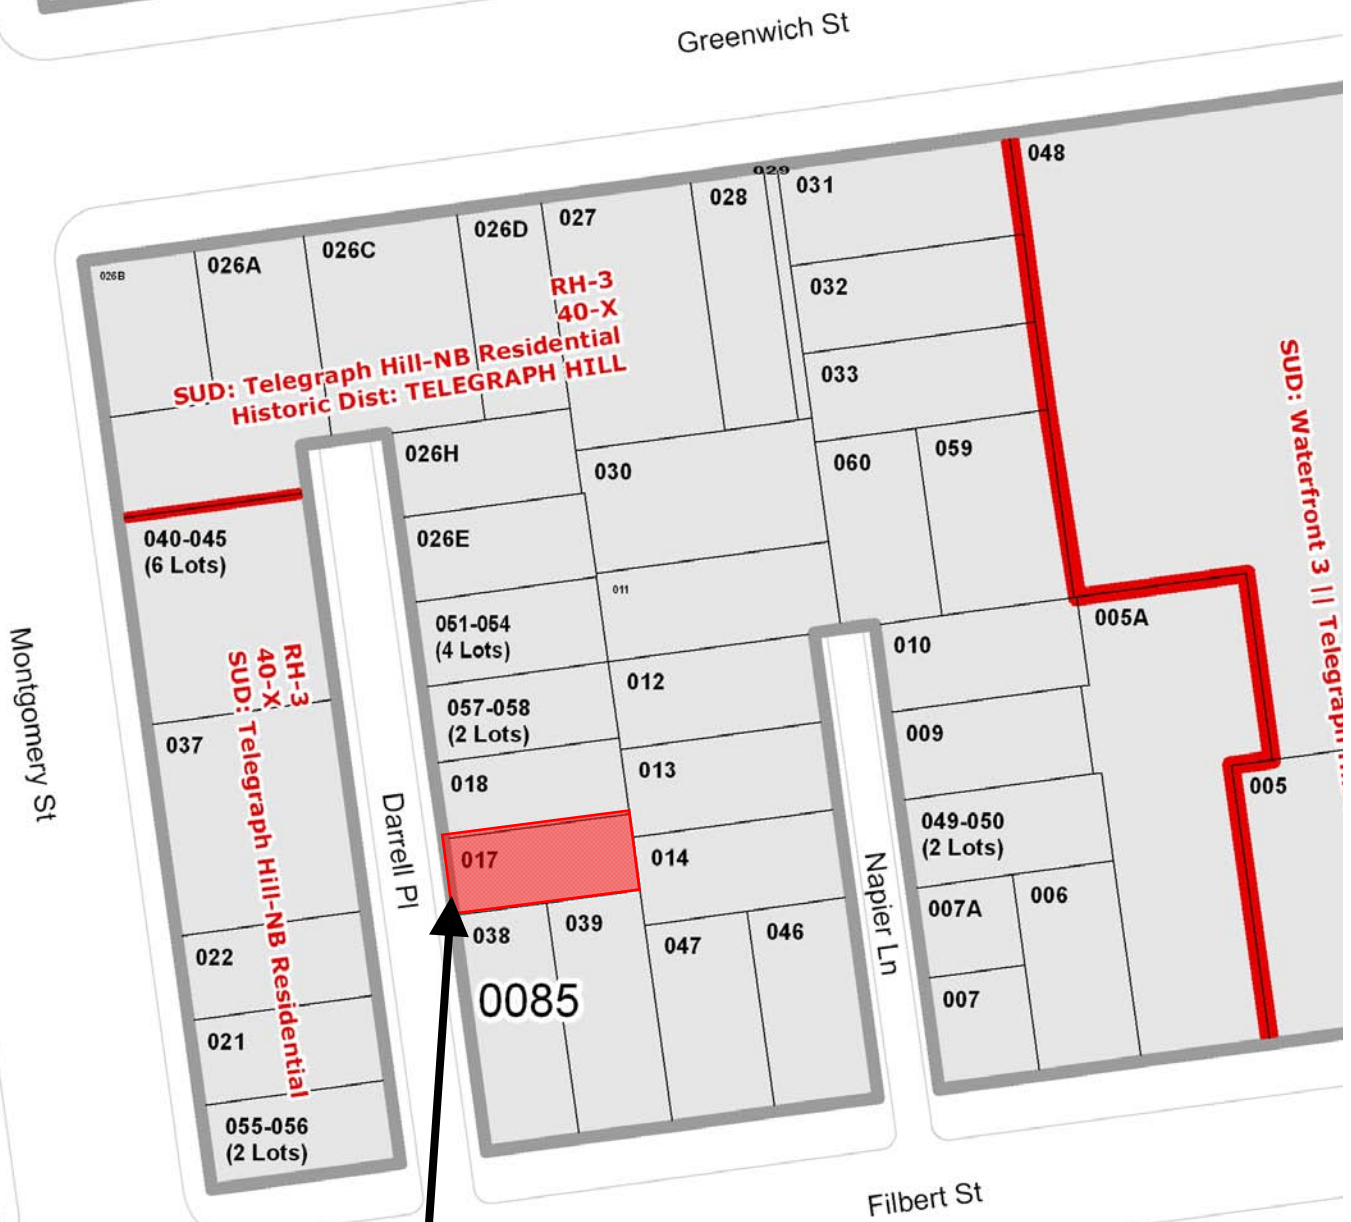 Greenwich St
029
048
031
028
027
026D
026C
026A
026B
RH-3
40-X
SUD: Telegraph Hill-NB Residential
Historic Dist: TELEGRAPH HILL
032
033
026H
030
060
059
026E
040-045
(6 Lots)
011
051-054
(4 Lots)
010
005A
012
057-058
(2 Lots)
RH-3
40-X
SUD: Telegraph Hill-NB Residential
037
009
013
018
005
049-050
(2 Lots)
014
017
007A
006
038
039
047
046
022
0085
007
021
055-056
(2 Lots)
Montgomery St
Darrell Pl
Napier Ln
SUD: Waterfront 3 || Telegraph
Filbert St